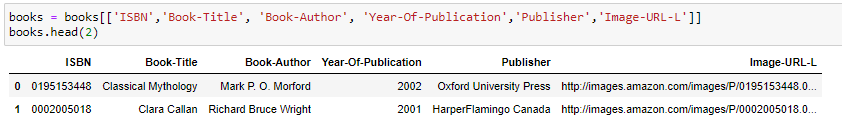 books = books[['ISBN','Book-Title', 'Book-Author', 'Year-Of-Publication','Publisher','Image-URL-L']]
books.head(2)
ISBN Book-Title Book-Author Year-Of-Publication Publisher Image-URL-L
0 0195153448 Classical Mythology Mark P. O. Morford 2002 Oxford University Press http://images.amazon.com/images/P/0195153448.0...
1 0002005018 Clara Callan Richard Bruce Wright 2001 HarperFlamingo Canada http://images.amazon.com/images/P/0002005018.0...